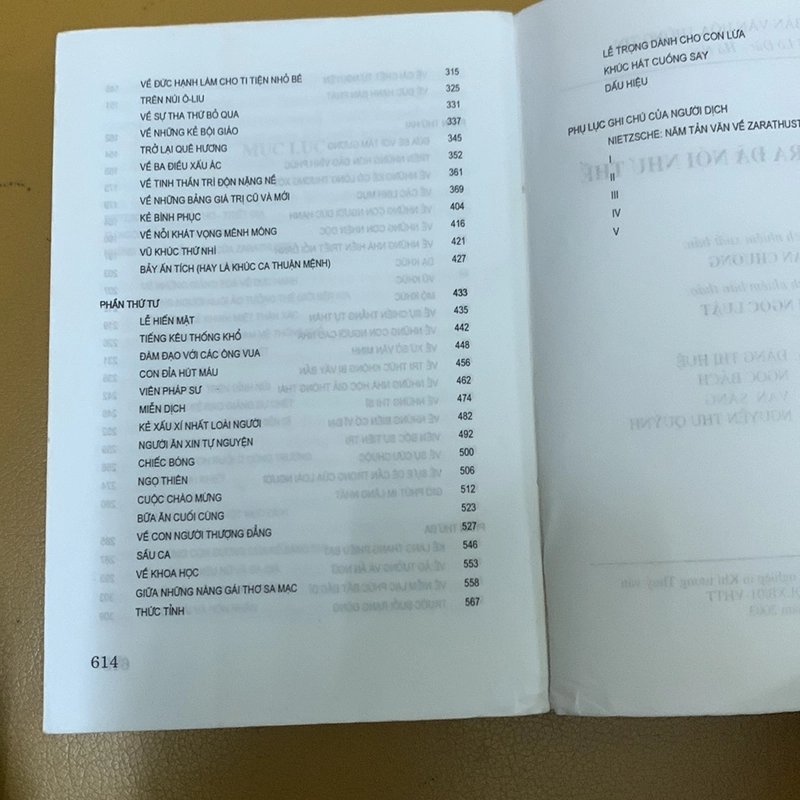 VỀ ĐỨC HẠNH LÀM CHO TI TIỆN NHỎ BÉ 315
TRÊN NÚI Ô-LIU 325
VỀ SỰ THA THỨ BỎ QUA 331
VỀ NHỮNG KẺ BỘI GIÁO 337
TRỞ LẠI QUÊ HƯƠNG 345
VỀ BA ĐIỀU XẤU ÁC 352
VỀ TINH THẦN TRÌ ĐỘN NẶNG NỀ 361
VỀ NHỮNG BẢNG GIÁ TRỊ CŨ VÀ MỚI 369
KẺ BÌNH PHỤC 404
VỀ NỖI KHÁT VỌNG MÊNH MÔNG 416
VŨ KHÚC THỨ NHÌ 421
BẢY ẤN TÍCH (HAY LÀ KHÚC CA THUẬN MỆNH) 427
PHẦN THỨ TƯ 433
LỄ HIẾN MẬT 435
TIẾNG KÊU THỐNG KHỔ 442
ĐÀM ĐẠO VỚI CÁC ÔNG VUA 448
CON ĐỈA HÚT MÁU 456
VIÊN PHÁP SƯ 462
MIỄN DỊCH 474
KẺ XẤU XÍ NHẤT LOÀI NGƯỜI 482
NGƯỜI ĂN XIN TỰ NGUYỆN 492
CHIẾC BÓNG 500
NGỌ THIÊN 506
CUỘC CHÀO MỪNG 512
BỮA ĂN CUỐI CÙNG 523
VỀ CON NGƯỜI THƯỢNG ĐẲNG 527
SẦU CA 546
VỀ KHOA HỌC 553
GIỮA NHỮNG NÀNG GÁI THƠ SA MẠC 558
THỨC TỈNH 567
614
LỄ TRỌNG DÀNH CHO CON LỪA
KHÚC HÁT CUỒNG SAY
DẤU HIỆU
PHỤ LỤC GHI CHÚ CỦA NGƯỜI DỊCH
NIETZSCHE: NĂM TẢN VĂN VỀ ZARATHUST
I
II
III
IV
V